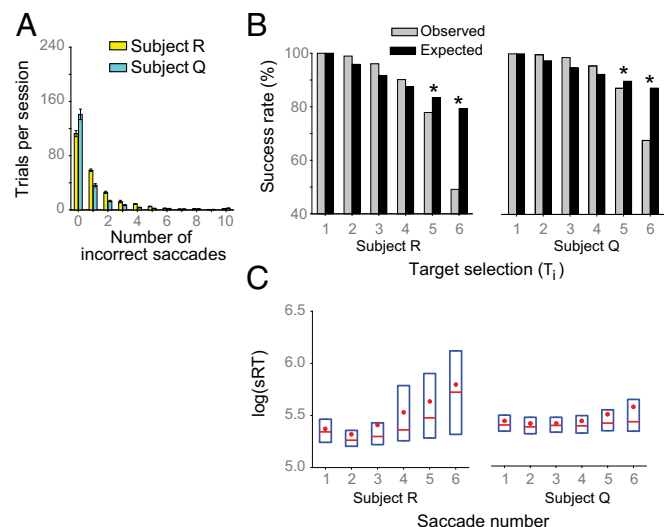 A
Trials per session
240
160
80
0
Subject R
Subject Q
0 2 4 6 8 10
Number of
incorrect saccades
B
Success rate (%)
100
80
60
40
Observed
Expected
* *
* *
1 2 3 4 5 6
1 2 3 4 5 6
Subject R
Subject Q
Target selection (Ti)
C
log(sRT)
6.5
6.0
5.5
5.0
1 2 3 4 5 6
1 2 3 4 5 6
Subject R
Subject Q
Saccade number